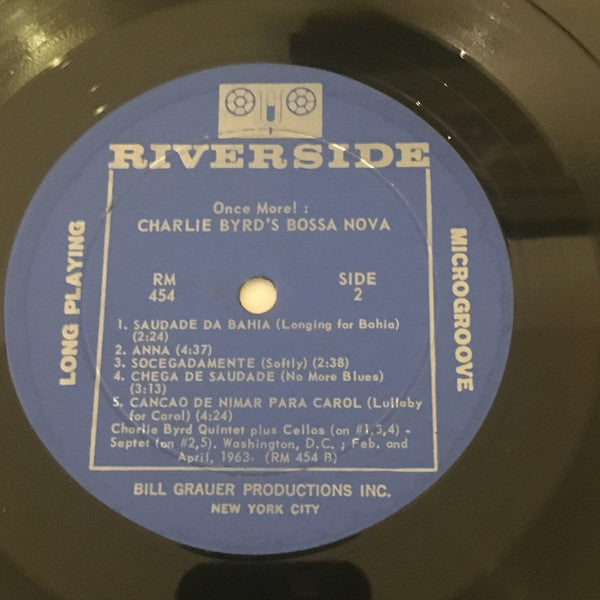 RIVERSIDE
Once More! :
CHARLIE BYRD'S BOSSA NOVA
LONG PLAYING
MICROGROOVE
RM
454
SIDE
2
1. SAUDADE DA BAHIA (Longing for Bahia)
(2:24)
2. ANNA (4:37)
3. SOCEGADAMENTE (Softly) (2:38)
4. CHEGA DE SAUDADE (No More Blues)
(3:13)
5. CANCAO DE NIMAR PARA CAROL (Lullaby
for Carol) (4:24)
Charlie Byrd Quintet plus Cellos (on #1,3,4) -
Septet (on #2,5). Washington, D.C. ; Feb. and
April, 1963- (RM 454 B)
BILL GRAUER PRODUCTIONS INC.
NEW YORK CITY